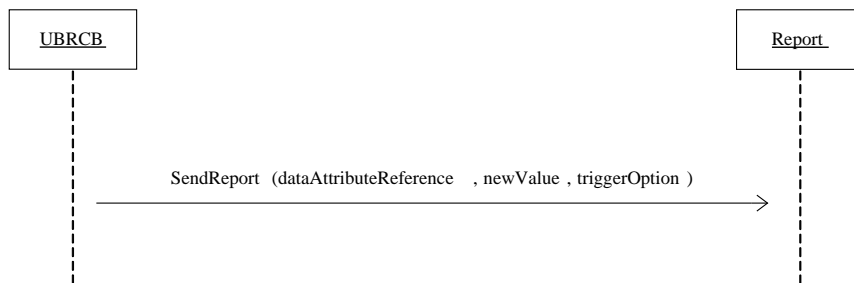 UBRCB
Report
SendReport (dataAttributeReference , newValue , triggerOption )